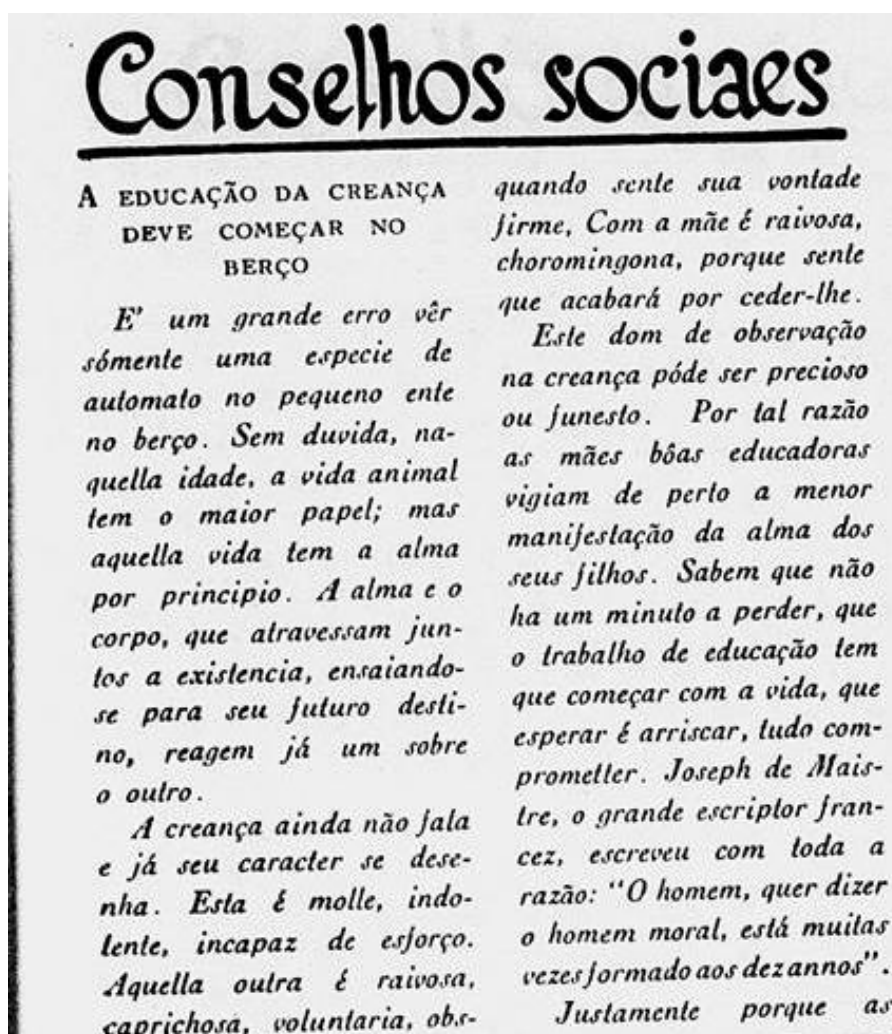 Conselhos sociaes
A EDUCAÇÃO DA CREANÇA
DEVE COMEÇAR NO
BERÇO
E' um grande erro vêr
sómente uma especie de
automato no pequeno ente
no berço. Sem duvida, na-
quella idade, a vida animal
tem o maior papel; mas
aquella vida tem a alma
por principio. A alma e o
corpo, que atravessam jun-
tos a existencia, ensaiando-
se para seu futuro desti-
no, reagem já um sobre
o outro.
A creança ainda não fala
e já seu caracter se dese-
nha. Esta é molle, indo-
lente, incapaz de esforço.
Aquella outra é raivosa,
caprichosa, voluntaria, obs-
quando sente sua vontade
firme, Com a mãe é raivosa,
choromingona, porque sente
que acabará por ceder-lhe.
Este dom de observação
na creança póde ser precioso
ou funesto. Por tal razão
as mães bôas educadoras
vigiam de perto a menor
manifestação da alma dos
seus filhos. Sabem que não
ha um minuto a perder, que
o trabalho de educação tem
que começar com a vida, que
esperar é arriscar, tudo com-
prometter. Joseph de Mais-
tre, o grande escriptor fran-
cez, escreveu com toda a
razão: "O homem, quer dizer
o homem moral, está muitas
vezes formado aos dez annos".
Justamente porque as